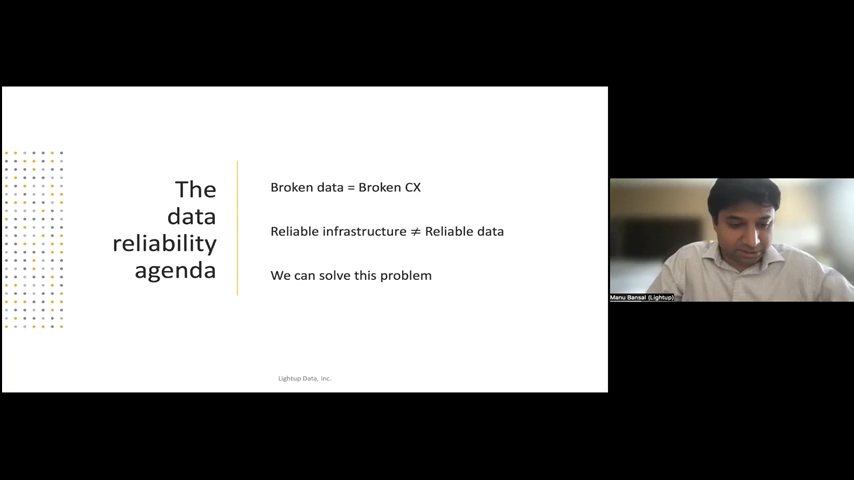 The
data
reliability
agenda
Broken data = Broken CX
Reliable infrastructure ≠ Reliable data
We can solve this problem
Lightup Data, Inc.
Manu Bansal (Lightup)